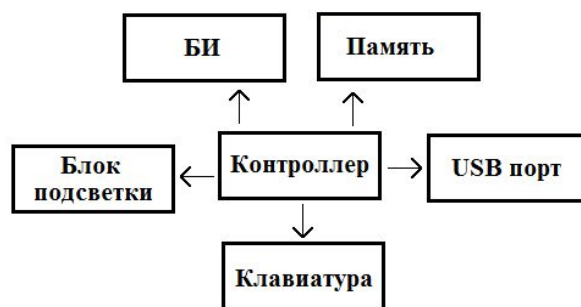 БИ
Память
Блок
подсветки
Контроллер
USB порт
Клавиатура